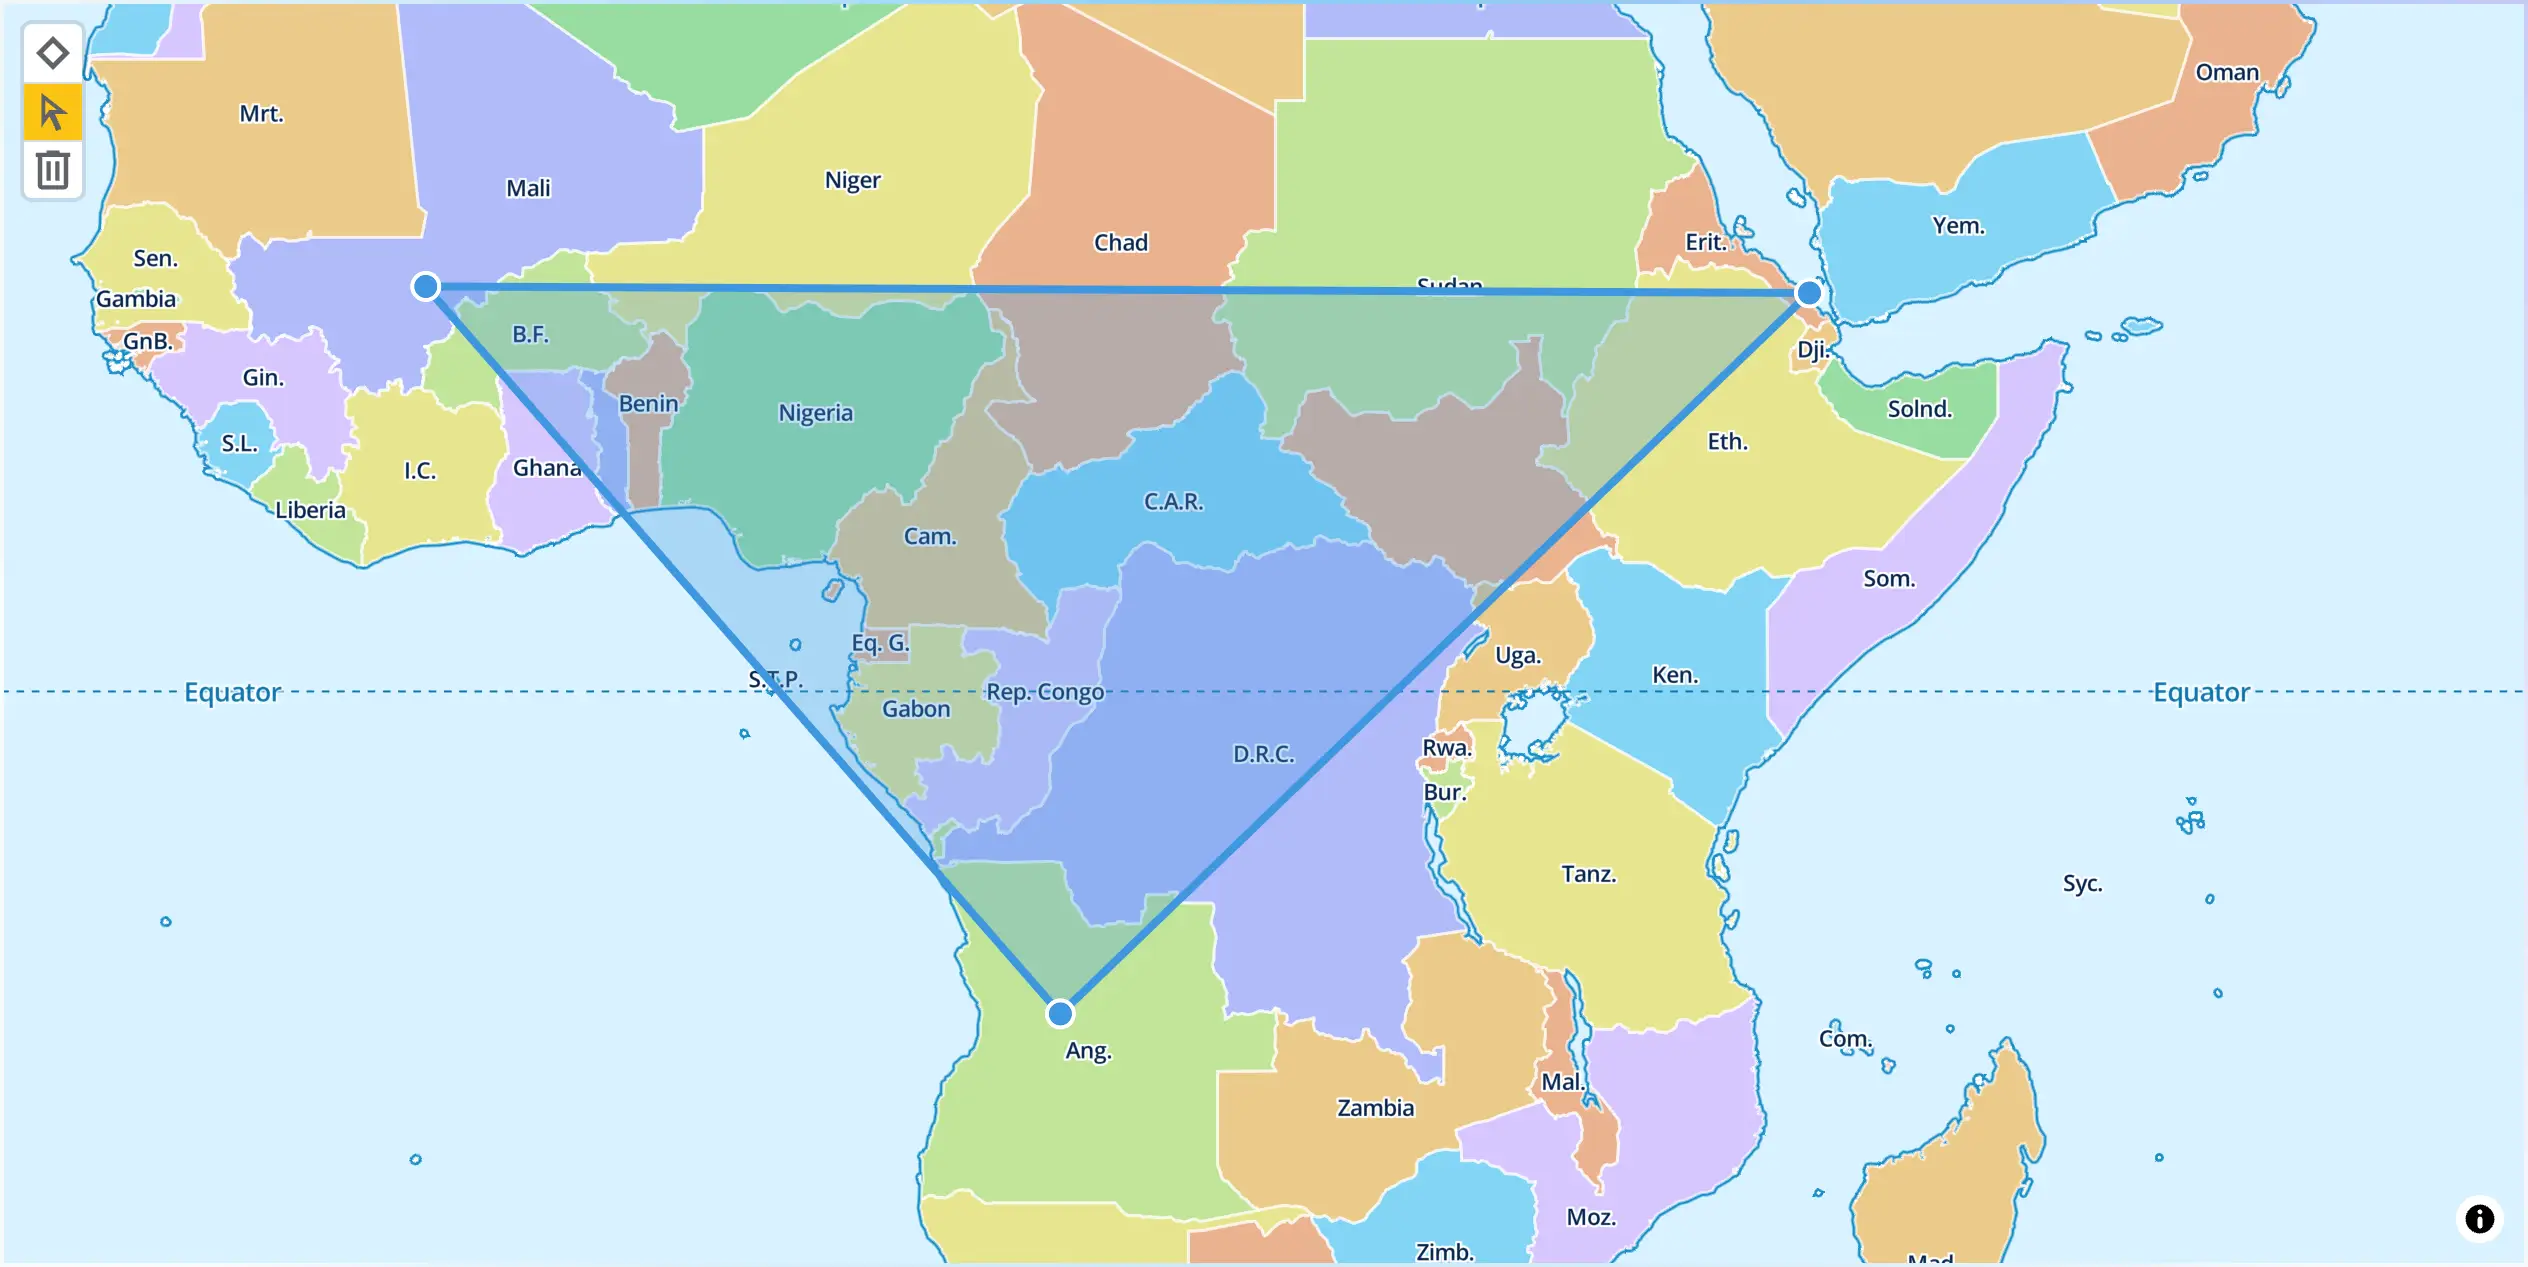 Oman
Mrt.
Niger
Mali
Yem.
Chad
Erit.
Sen.
Sudan
Gambia
B.F.
GnB.
Dji.
Gin.
Benin
Solnd.
Nigeria
Eth.
S.L.
Ghana
I.C.
C.A.R.
Liberia
Cam.
Som.
Eq. G.
Uga.
Ken.
S.T.P.
Equator
Rep. Congo
Equator
Gabon
Rwa.
D.R.C.
Bur.
Tanz.
Syc.
Com.
Ang.
Mal.
Zambia
Moz.
Zimb.
Mad.